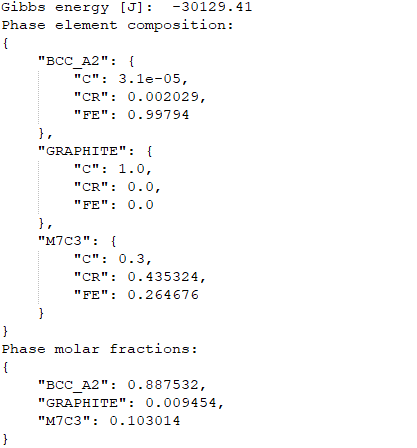 Gibbs energy [J]:  -30129.41
Phase element composition:
{
    "BCC_A2": {
        "C": 3.1e-05,
        "CR": 0.002029,
        "FE": 0.99794
    },
    "GRAPHITE": {
        "C": 1.0,
        "CR": 0.0,
        "FE": 0.0
    },
    "M7C3": {
        "C": 0.3,
        "CR": 0.435324,
        "FE": 0.264676
    }
}
Phase molar fractions:
{
    "BCC_A2": 0.887532,
    "GRAPHITE": 0.009454,
    "M7C3": 0.103014
}